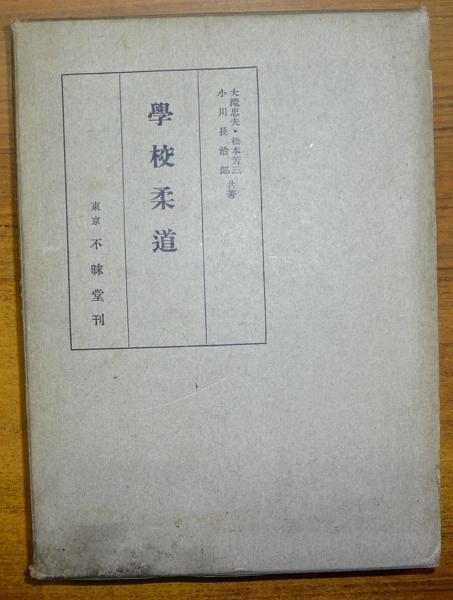 大滝忠夫・松本芳三
小川長治郎 共著
學校柔道
東京 不昧堂刊